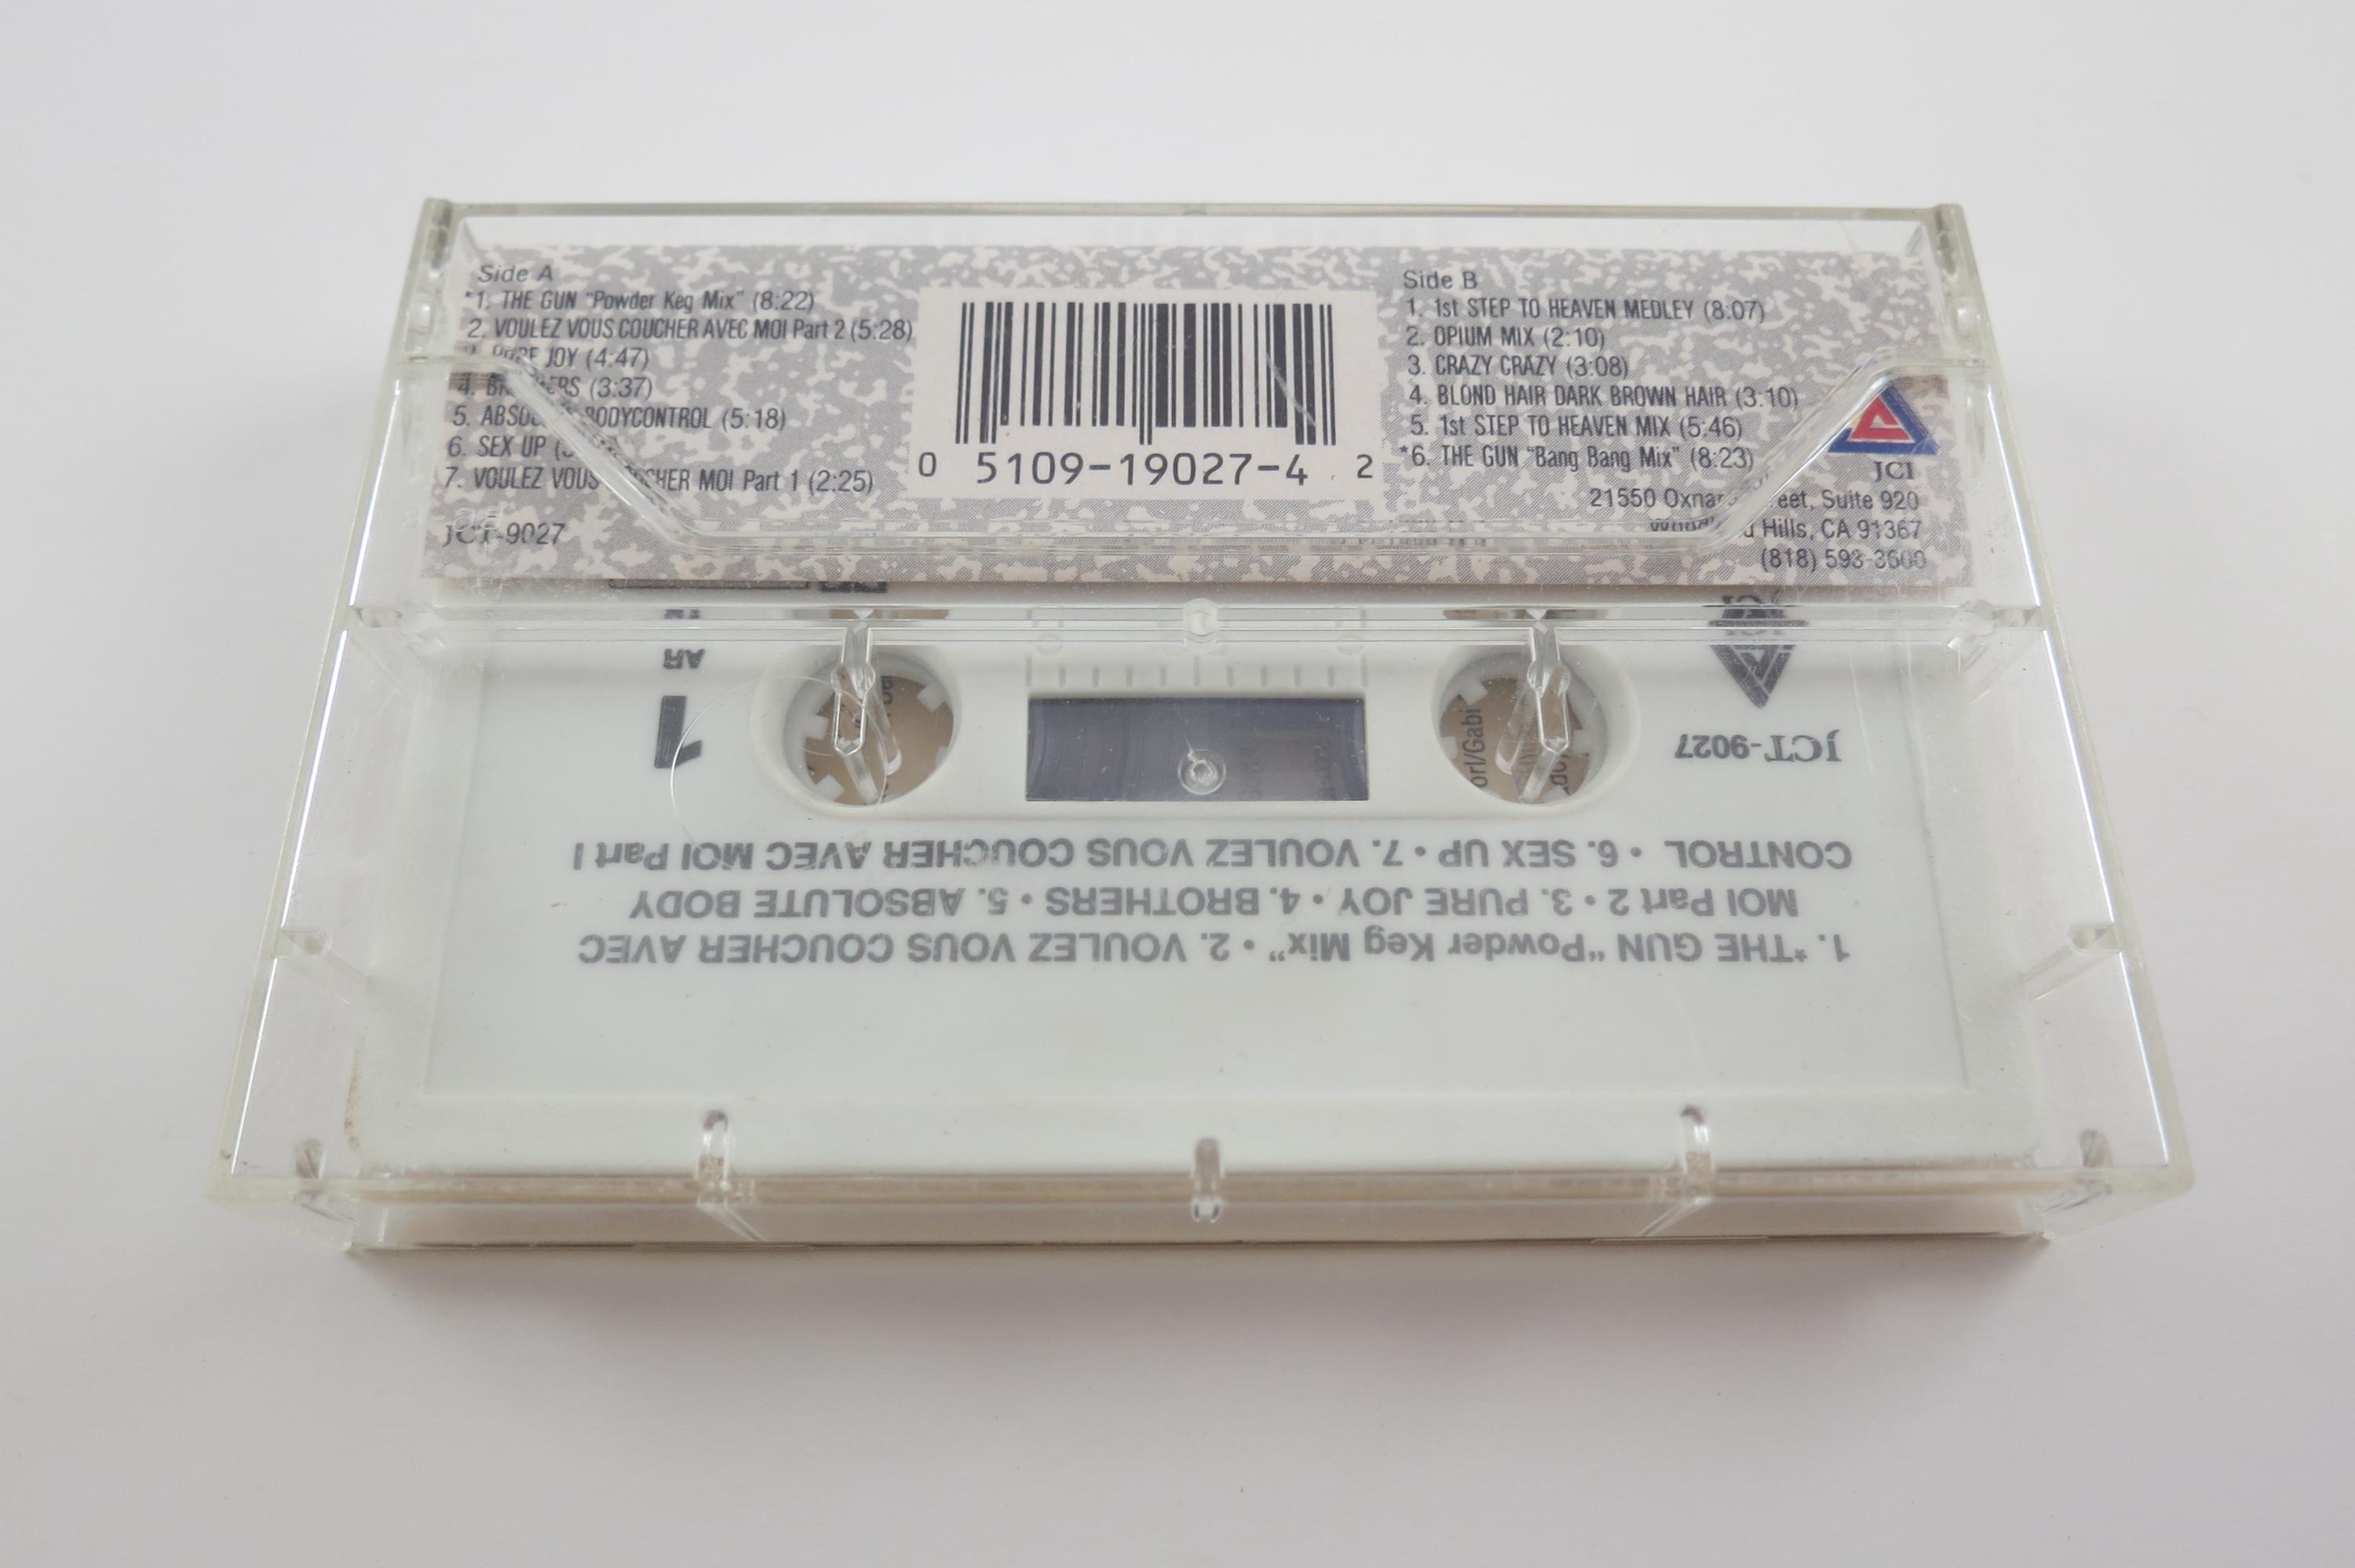 Side A
*1. THE GUN "Powder Keg Mix" (8:22)
2. VOULEZ VOUS COUCHER AVEC MOI Part 2 (5:28)
JOY (4:47)
4. BROTHERS (3:37)
5. ABSOLUTE BODYCONTROL (5:18)
6. SEX UP
7. VOULEZ VOUS COUCHER MOI Part 1 (2:25)
JCT-9027
0 5109-19027-4 2
Side B
1. 1st STEP TO HEAVEN MEDLEY (8:07)
2. OPIUM MIX (2:10)
3. CRAZY CRAZY (3:08)
4. BLOND HAIR DARK BROWN HAIR (3:10)
5. 1st STEP TO HEAVEN MIX (5:46)
*6. THE GUN "Bang Bang Mix" (8:23)
JCI
21550 Oxnard Street, Suite 920
Hills, CA 91367
(818) 593-3600
1. *THE GUN "Powder Keg Mix" • 2. VOULEZ VOUS COUCHER AVEC
MOI Part 2 • 3. PURE JOY • 4. BROTHERS • 5. ABSOLUTE BODY
CONTROL • 6. SEX UP • 7. VOULEZ VOUS COUCHER AVEC MOI Part I
JCT-9027
1
AR
orl/Gabi